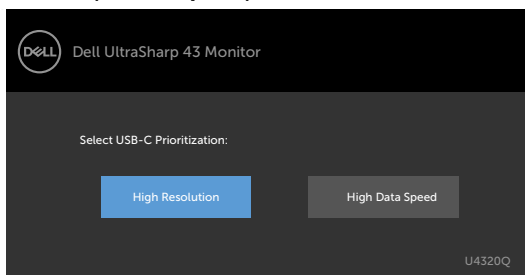 DELL Dell UltraSharp 43 Monitor
Select USB-C Prioritization:
High Resolution High Data Speed
U4320Q